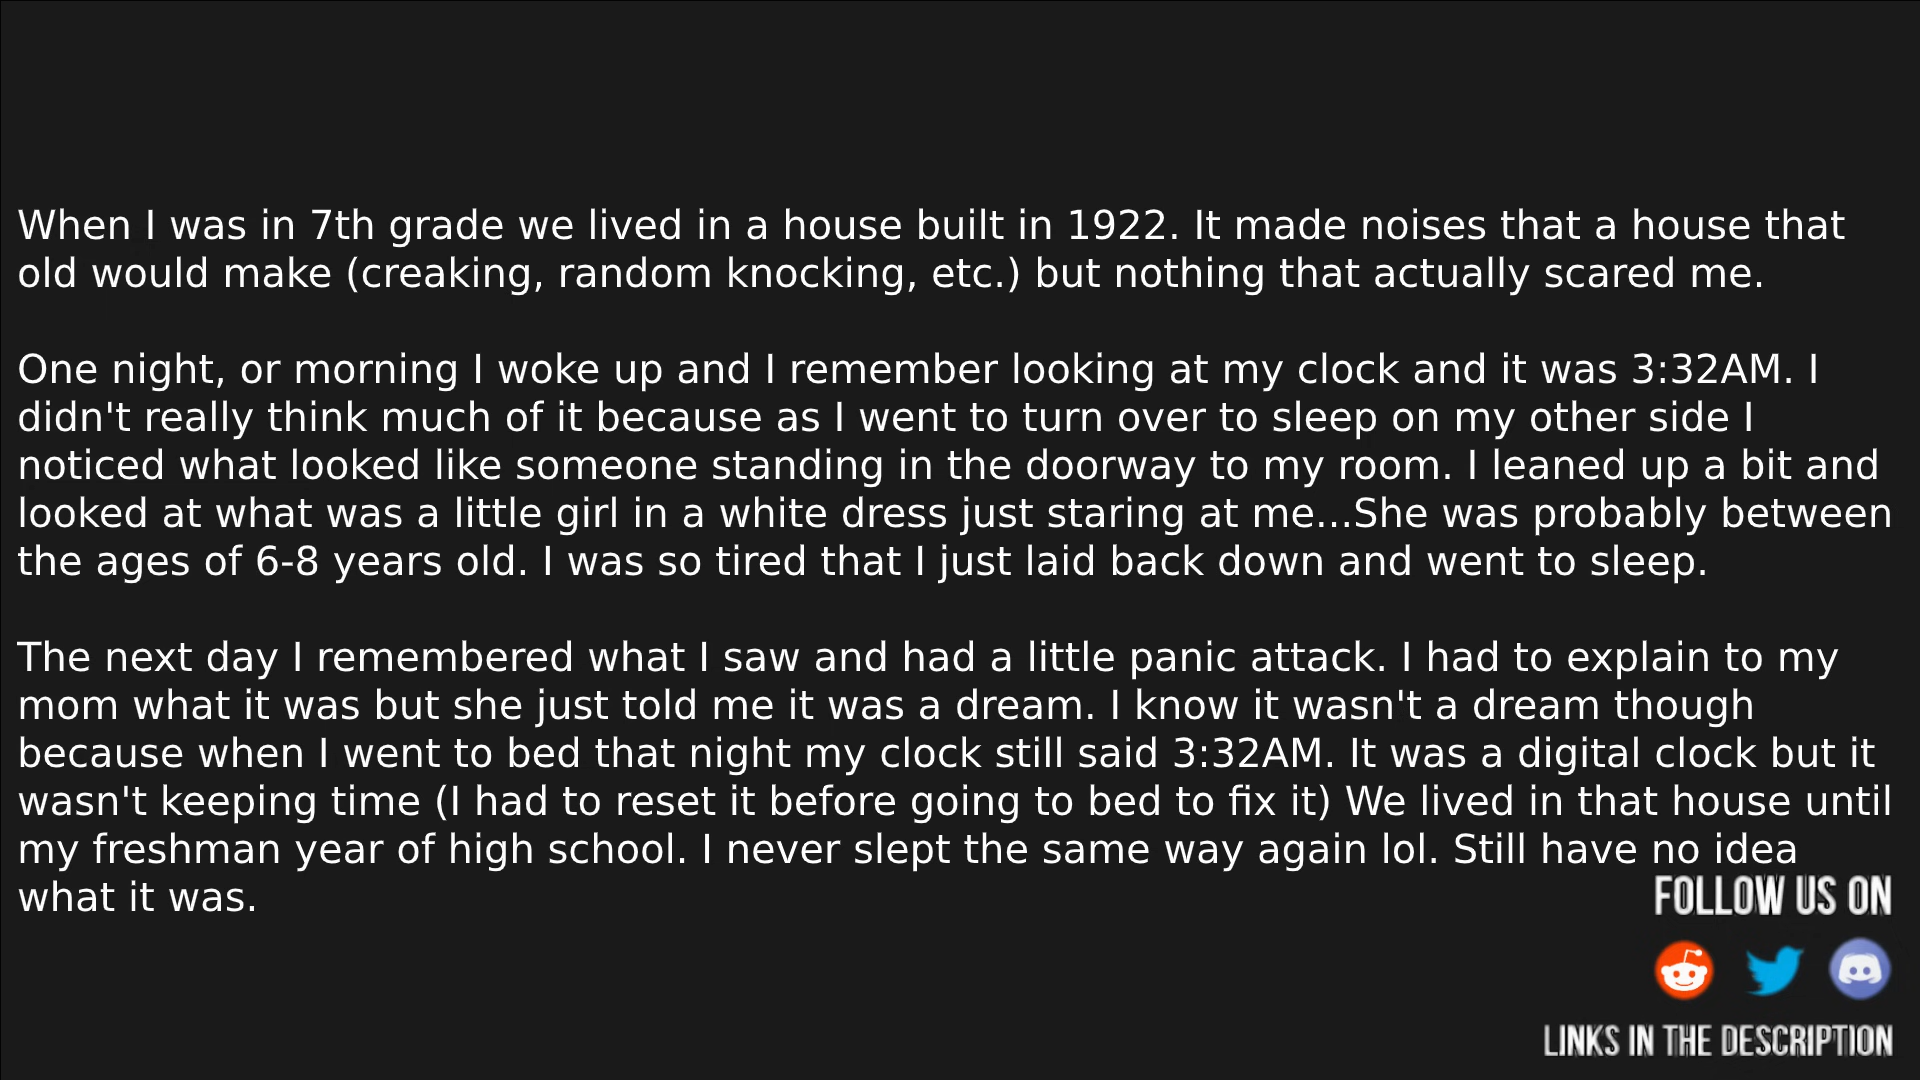 When I was in 7th grade we lived in a house built in 1922. It made noises that a house that
old would make (creaking, random knocking, etc.) but nothing that actually scared me.
One night, or morning I woke up and I remember looking at my clock and it was 3:32AM. I
didn't really think much of it because as I went to turn over to sleep on my other side I
noticed what looked like someone standing in the doorway to my room. I leaned up a bit and
looked at what was a little girl in a white dress just staring at me...She was probably between
the ages of 6-8 years old. I was so tired that I just laid back down and went to sleep.
The next day I remembered what I saw and had a little panic attack. I had to explain to my
mom what it was but she just told me it was a dream. I know it wasn't a dream though
because when I went to bed that night my clock still said 3:32AM. It was a digital clock but it
wasn't keeping time (I had to reset it before going to bed to fix it) We lived in that house until
my freshman year of high school. I never slept the same way again lol. Still have no idea
what it was.
FOLLOW US ON
LINKS IN THE DESCRIPTION